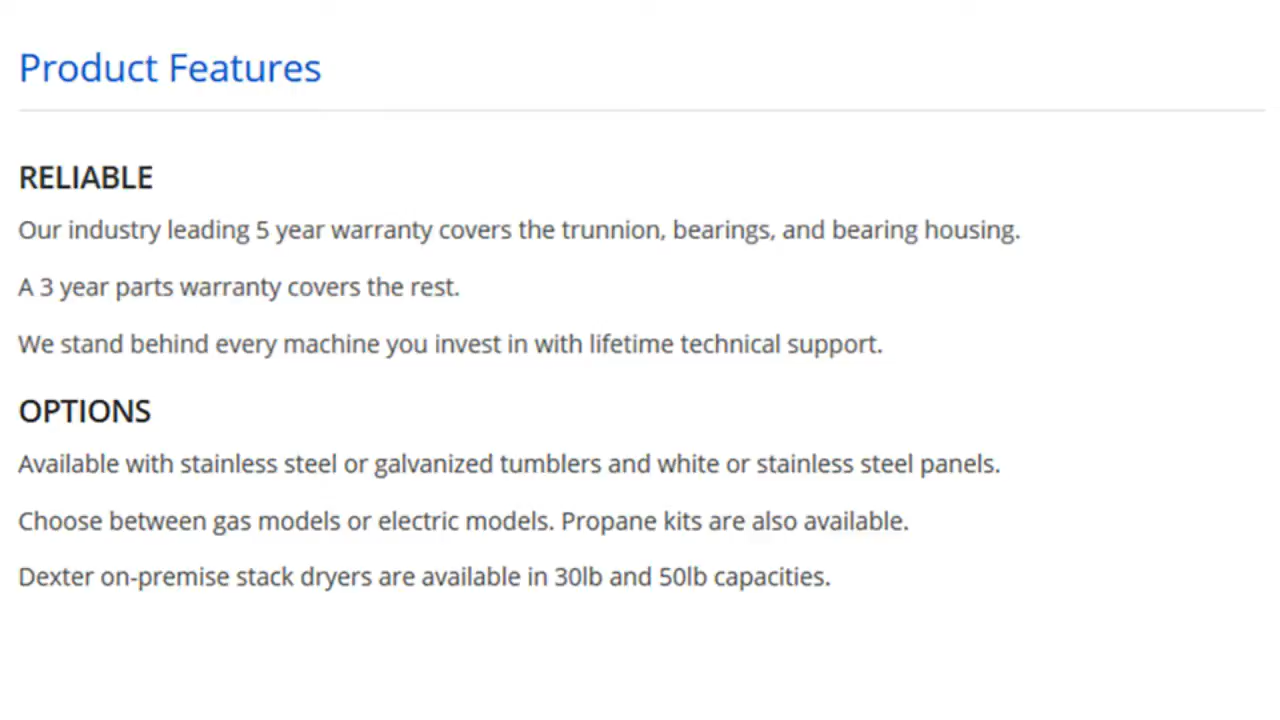 Product Features
RELIABLE
Our industry leading 5 year warranty covers the trunnion, bearings, and bearing housing.
A 3 year parts warranty covers the rest.
We stand behind every machine you invest in with lifetime technical support.
OPTIONS
Available with stainless steel or galvanized tumblers and white or stainless steel panels.
Choose between gas models or electric models. Propane kits are also available.
Dexter on-premise stack dryers are available in 30lb and 50lb capacities.